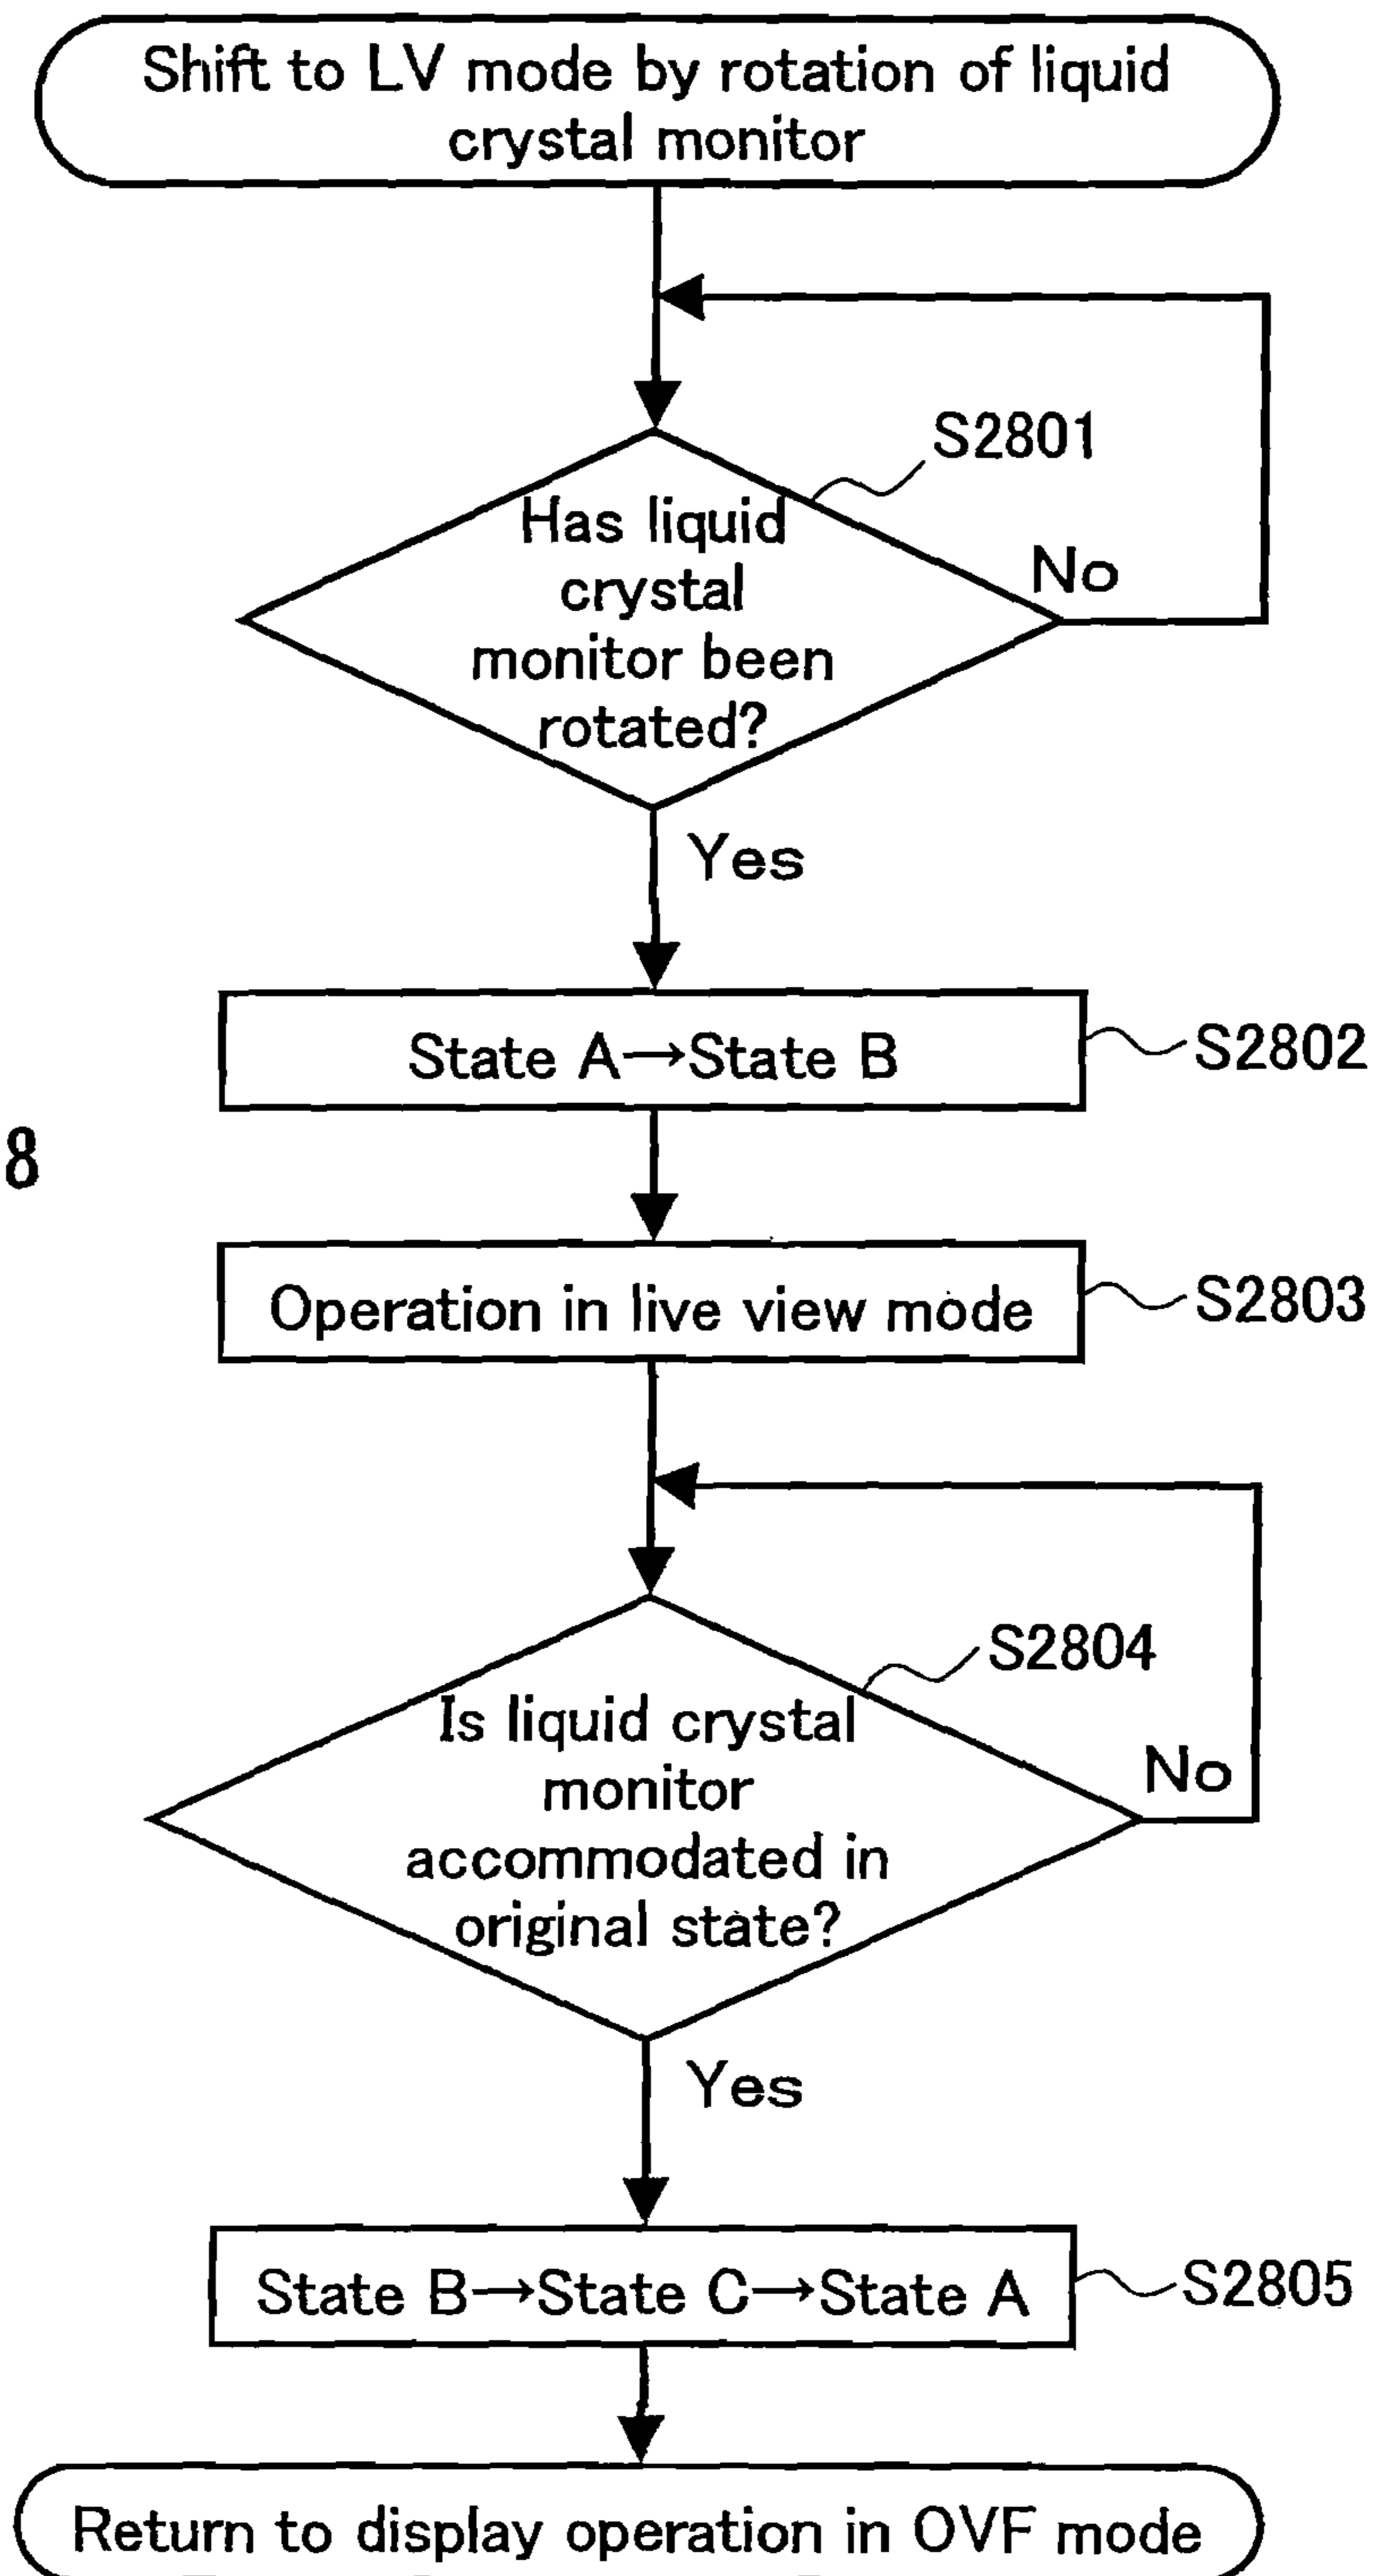 Shift to LV mode by rotation of liquid
crystal monitor
S2801
Has liquid
crystal
monitor been
rotated?
No
Yes
State A→State B
S2802
8
Operation in live view mode
S2803
S2804
Is liquid crystal
monitor
accommodated in
original state?
No
Yes
State B→State C→State A
S2805
Return to display operation in OVF mode